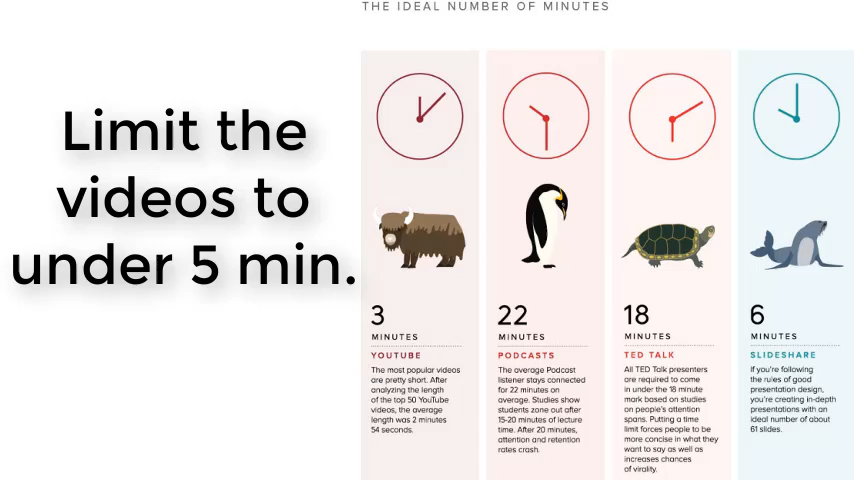 THE IDEAL NUMBER OF MINUTES
Limit the
videos to
under 5 min.
3
MINUTES
YOUTUBE
The most popular videos
are pretty short. After
analyzing the length
of the top 50 YouTube
videos, the average
length was 2 minutes
54 seconds.
22
MINUTES
PODCASTS
The average Podcast
listener stays connected
for 22 minutes on
average. Studies show
students zone out after
15-20 minutes of lecture
time. After 20 minutes,
attention and retention
rates crash.
18
MINUTES
TED TALK
All TED Talk presenters
are required to come
in under the 18 minute
mark based on studies
on people's attention
spans. Putting a time
limit forces people to be
more concise in what they
want to say as well as
increases chances
of virality.
6
MINUTES
SLIDESHARE
If you're following
the rules of good
presentation design,
you're creating in-depth
presentations with an
ideal number of about
61 slides.